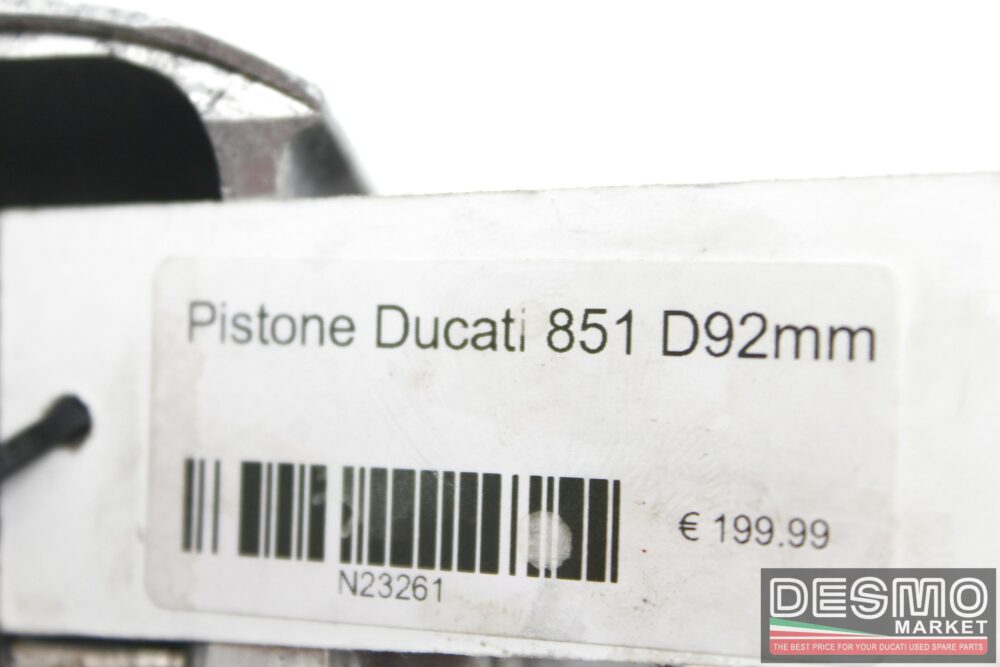 Pistone Ducati 851 D92mm
€ 199.99
N23261
DESMO
MARKET
THE BEST PRICE FOR YOUR DUCATI USED SPARE PARTS